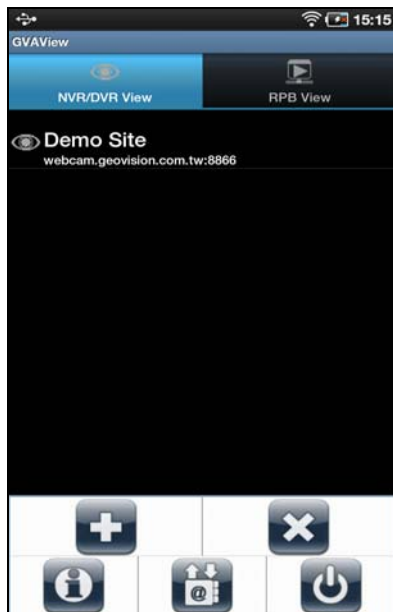 15:15
GVAView
NVR/DVR View
RPB View
Demo Site
webcam.geovision.com.tw:8866
@